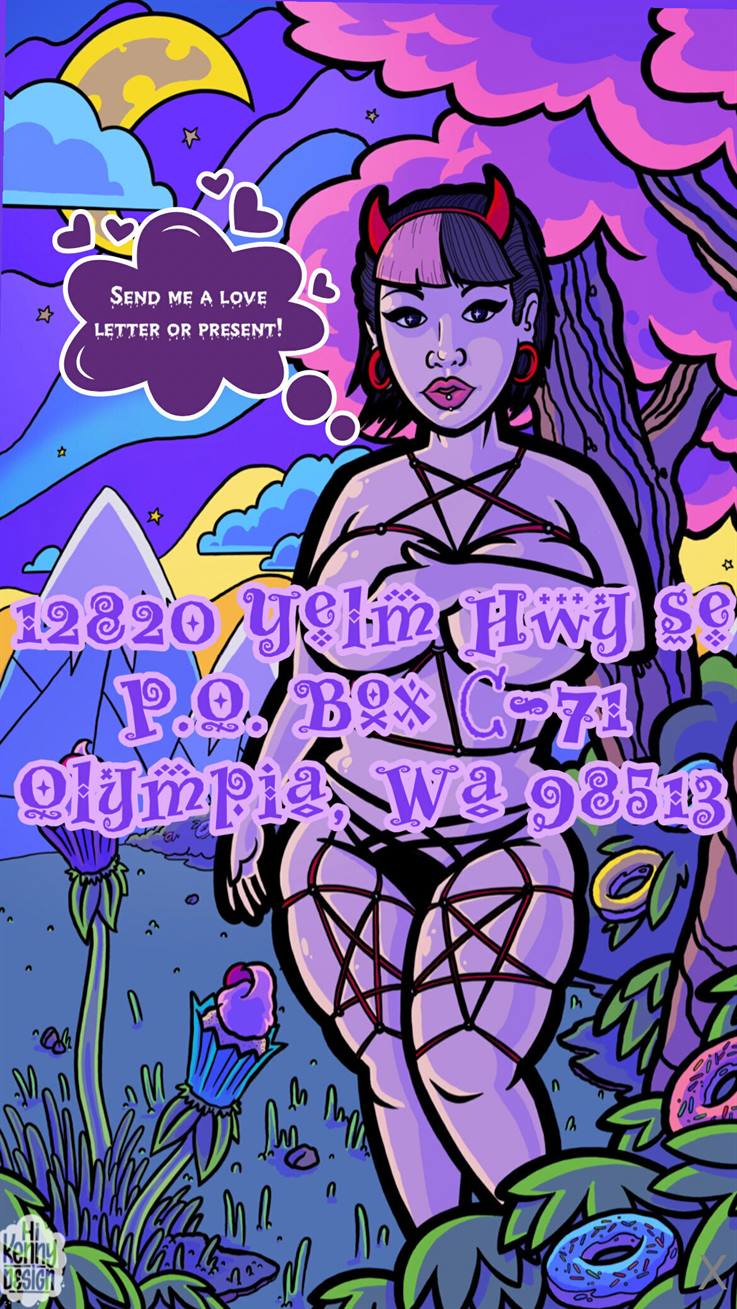 Send me a love
letter or present!
12820 Yelm Hwy Se
P.O. Box C-71
Olympia, Wa 98513
Hi
Kenny
Design
X